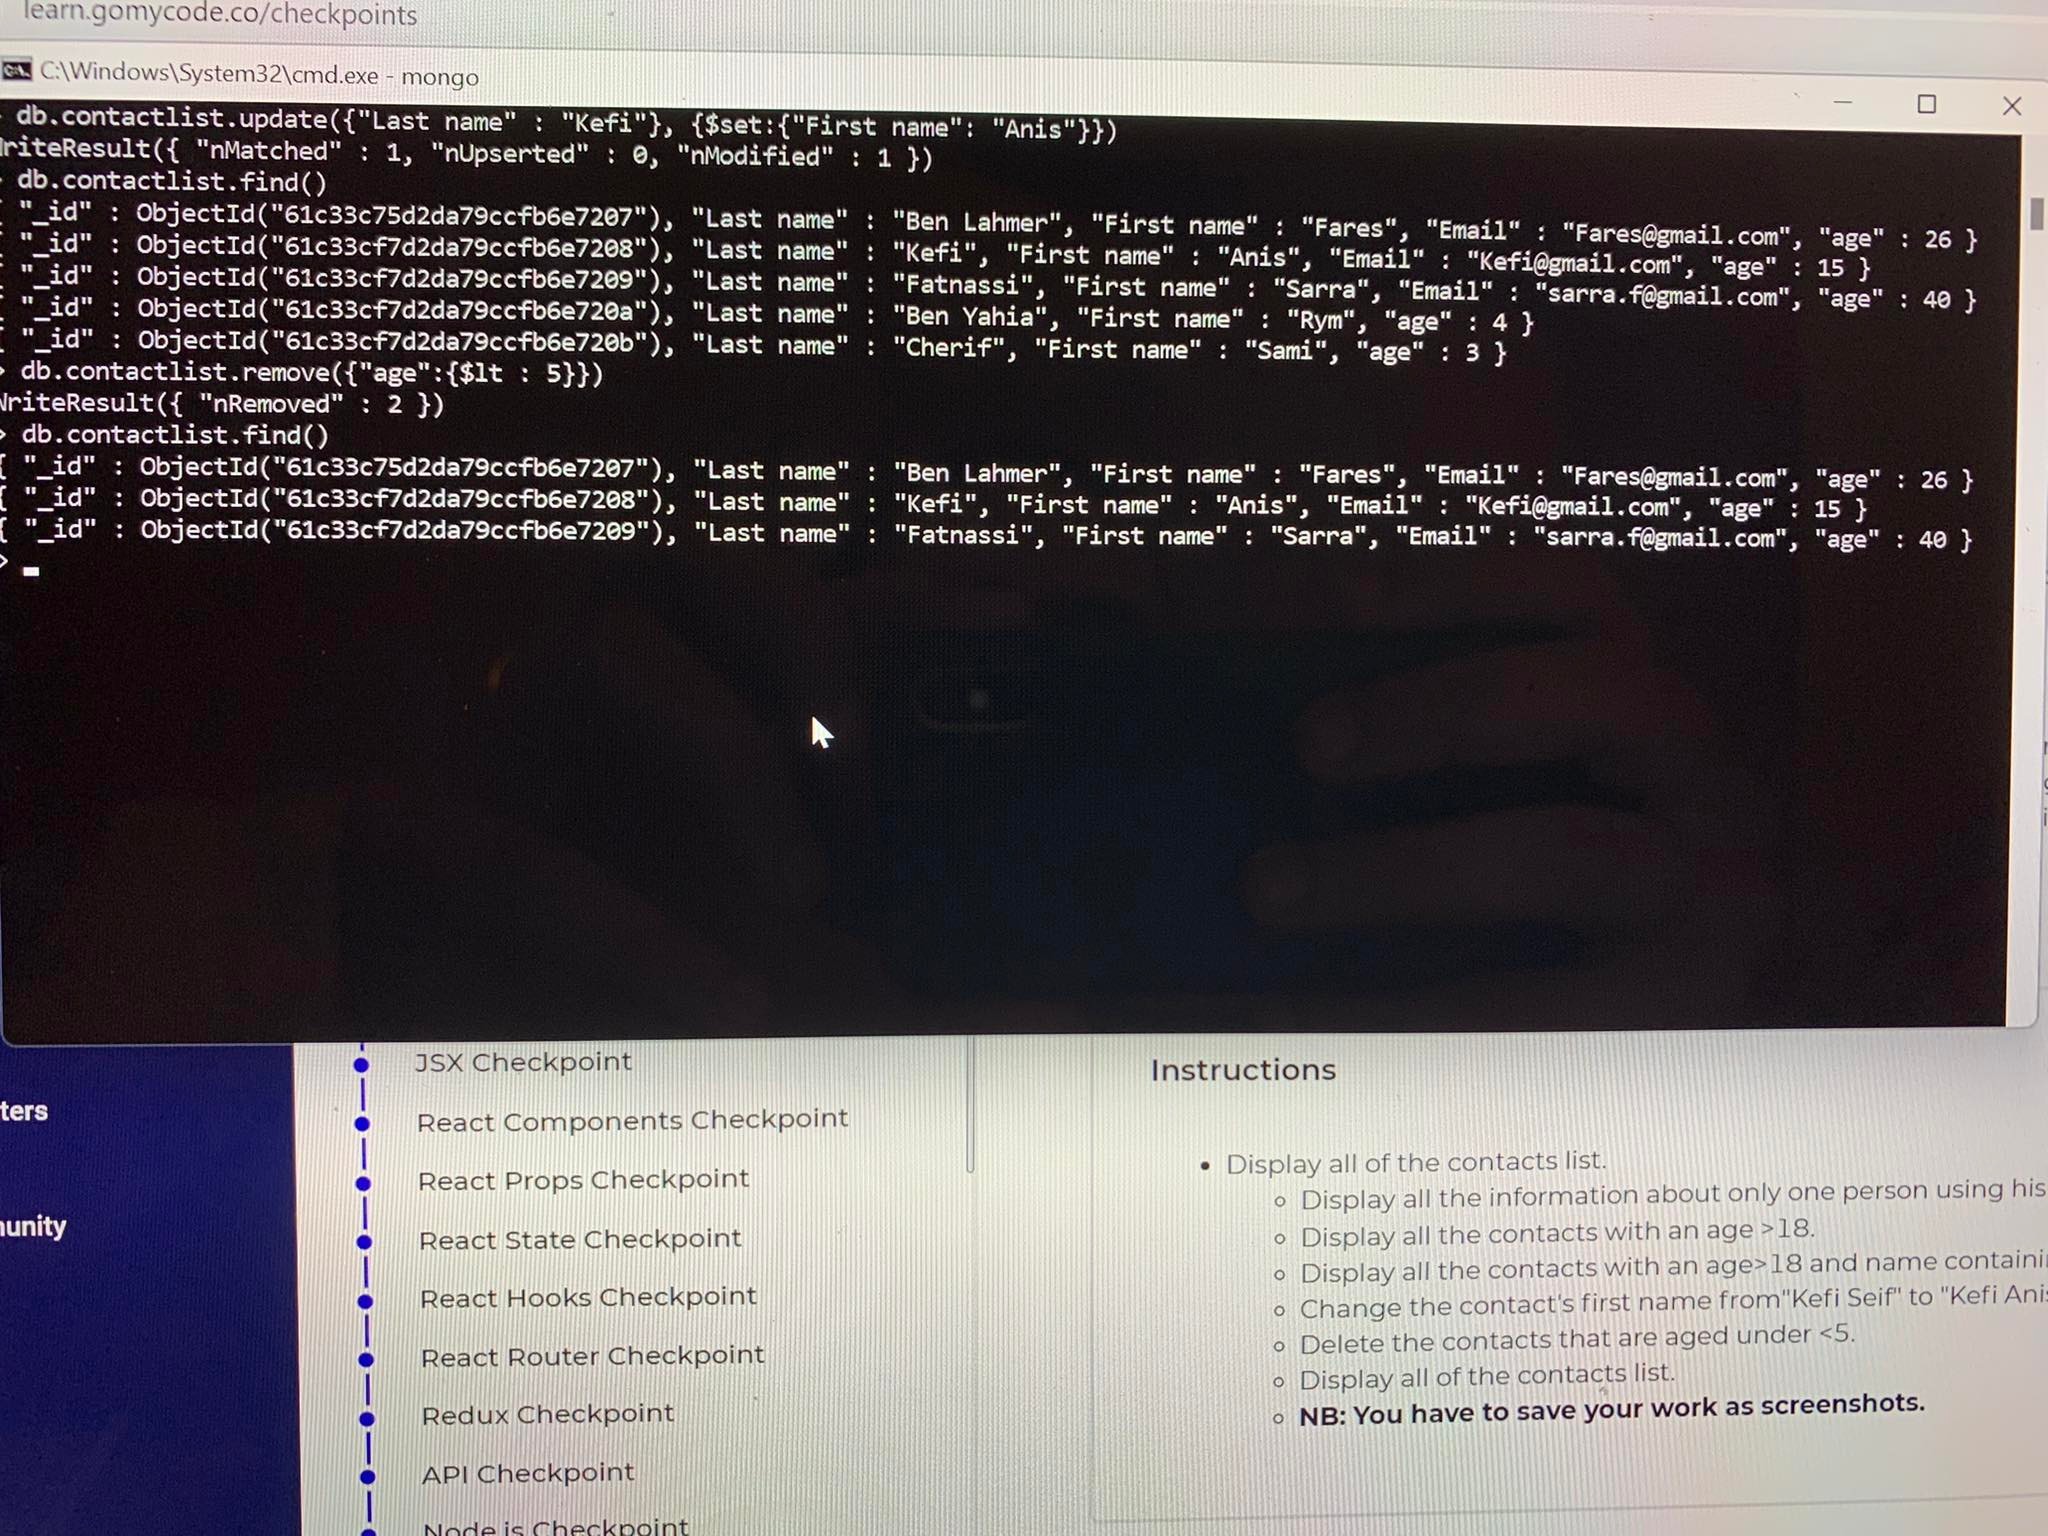 learn.gomycode.co/checkpoints
C:\Windows\System32\cmd.exe - mongo
db.contactlist.update({"Last name" : "Kefi"}, {$set:{"First name": "Anis"}})
riteResult({ "nMatched" : 1, "nUpserted" : 0, "nModified" : 1 })
db.contactlist.find()
"_id" : ObjectId("61c33c75d2da79ccfb6e7207"), "Last name" : "Ben Lahmer", "First name" : "Fares", "Email" : "Fares@gmail.com", "age" : 26 }
"_id" : ObjectId("61c33cf7d2da79ccfb6e7208"), "Last name" : "Kefi", "First name" : "Anis", "Email" : "Kefi@gmail.com", "age" : 15 }
"_id" : ObjectId("61c33cf7d2da79ccfb6e7209"), "Last name" : "Fatnassi", "First name" : "Sarra", "Email" : "sarra.f@gmail.com", "age" : 40 }
"_id" : ObjectId("61c33cf7d2da79ccfb6e720a"), "Last name" : "Ben Yahia", "First name" : "Rym", "age" : 4 }
"_id" : ObjectId("61c33cf7d2da79ccfb6e720b"), "Last name" : "Cherif", "First name" : "Sami", "age" : 3 }
> db.contactlist.remove({"age":{$lt : 5}})
WriteResult({ "nRemoved" : 2 })
> db.contactlist.find()
{ "_id" : ObjectId("61c33c75d2da79ccfb6e7207"), "Last name" : "Ben Lahmer", "First name" : "Fares", "Email" : "Fares@gmail.com", "age" : 26 }
{ "_id" : ObjectId("61c33cf7d2da79ccfb6e7208"), "Last name" : "Kefi", "First name" : "Anis", "Email" : "Kefi@gmail.com", "age" : 15 }
{ "_id" : ObjectId("61c33cf7d2da79ccfb6e7209"), "Last name" : "Fatnassi", "First name" : "Sarra", "Email" : "sarra.f@gmail.com", "age" : 40 }
>
ters
unity
JSX Checkpoint
React Components Checkpoint
React Props Checkpoint
React State Checkpoint
React Hooks Checkpoint
React Router Checkpoint
Redux Checkpoint
API Checkpoint
Node js Checkpoint
Instructions
Display all of the contacts list.
Display all the information about only one person using his
Display all the contacts with an age >18.
Display all the contacts with an age>18 and name containi
Change the contact's first name from"Kefi Seif" to "Kefi Anis
Delete the contacts that are aged under <5.
Display all of the contacts list.
NB: You have to save your work as screenshots.